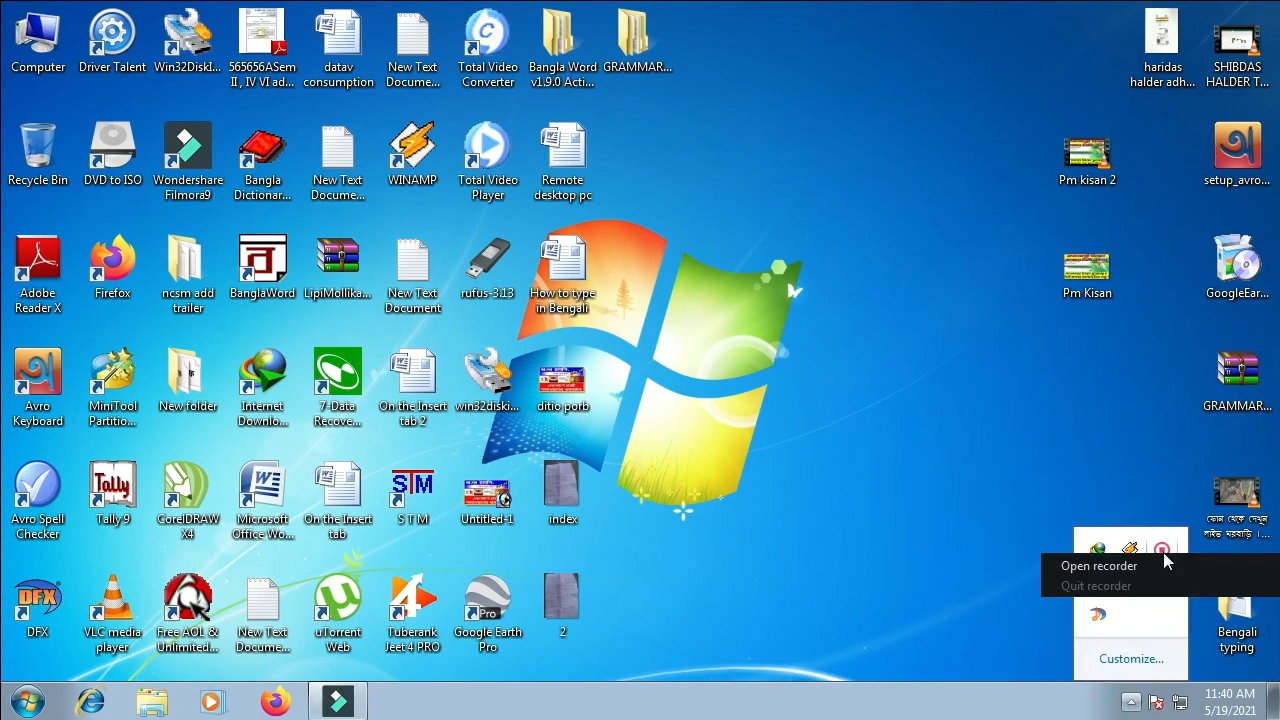 Computer
Driver Talent
Win32DiskI...
565656ASem
II , IV VI ad...
datav
consumption
New Text
Docume...
Total Video
Converter
Bangla Word
v1.9.0 Acti...
GRAMMAR...
haridas
halder adh...
SHIBDAS
HALDER T...
Recycle Bin
DVD to ISO
Wondershare
Filmora9
Bangla
Dictionar...
New Text
Docume...
WINAMP
Total Video
Player
Remote
desktop pc
Pm kisan 2
setup_avro...
Adobe
Reader X
Firefox
ncsm add
trailer
BanglaWord
LipiMollika...
New Text
Document
rufus-3.13
How to type
in Bengali
Pm Kisan
GoogleEar...
Avro
Keyboard
MiniTool
Partitio...
New folder
Internet
Downlo...
7-Data
Recove...
On the Insert
tab 2
win32diski...
ditio porb
GRAMMAR...
Avro Spell
Checker
Tally
Tally 9
CorelDRAW
X4
Microsoft
Office Wo...
On the Insert
tab
STM
S T M
Untitled-1
index
ফোন থেকে দেখুন
Open recorder
Quit recorder
DFX
DFX
VLC media
player
Free AOL &
Unlimited...
New Text
Docume...
uTorrent
Web
Tuberank
Jeet 4 PRO
Pro
Google Earth
Pro
2
Bengali
typing
Customize...
11:40 AM
5/19/2021